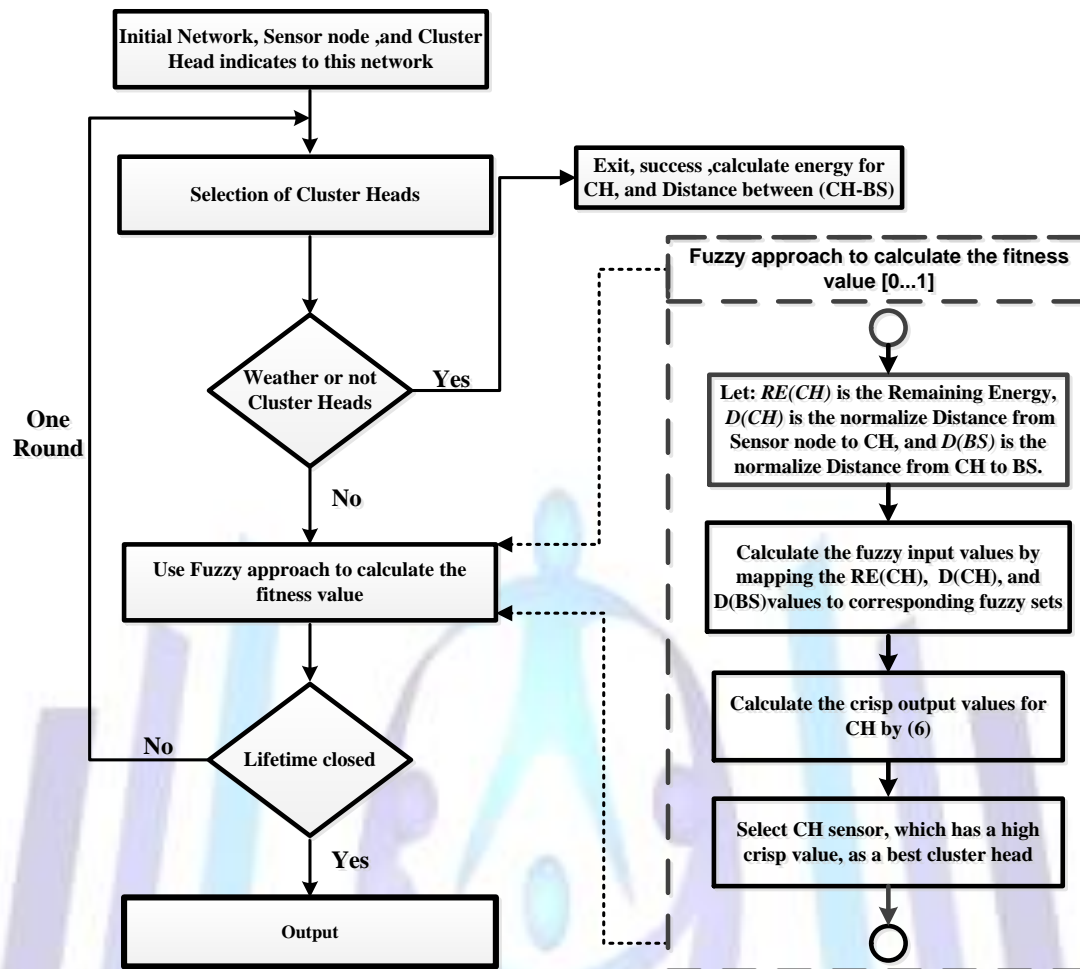 Initial Network, Sensor node ,and Cluster
Head indicates to this network
Selection of Cluster Heads
Exit, success ,calculate energy for
CH, and Distance between (CH-BS)
Weather or not
Cluster Heads
Yes
No
One
Round
Use Fuzzy approach to calculate the
fitness value
Lifetime closed
No
Yes
Output
Fuzzy approach to calculate the fitness
value [0...1]
Let: RE(CH) is the Remaining Energy,
D(CH) is the normalize Distance from
Sensor node to CH, and D(BS) is the
normalize Distance from CH to BS.
Calculate the fuzzy input values by
mapping the RE(CH), D(CH), and
D(BS)values to corresponding fuzzy sets
Calculate the crisp output values for
CH by (6)
Select CH sensor, which has a high
crisp value, as a best cluster head